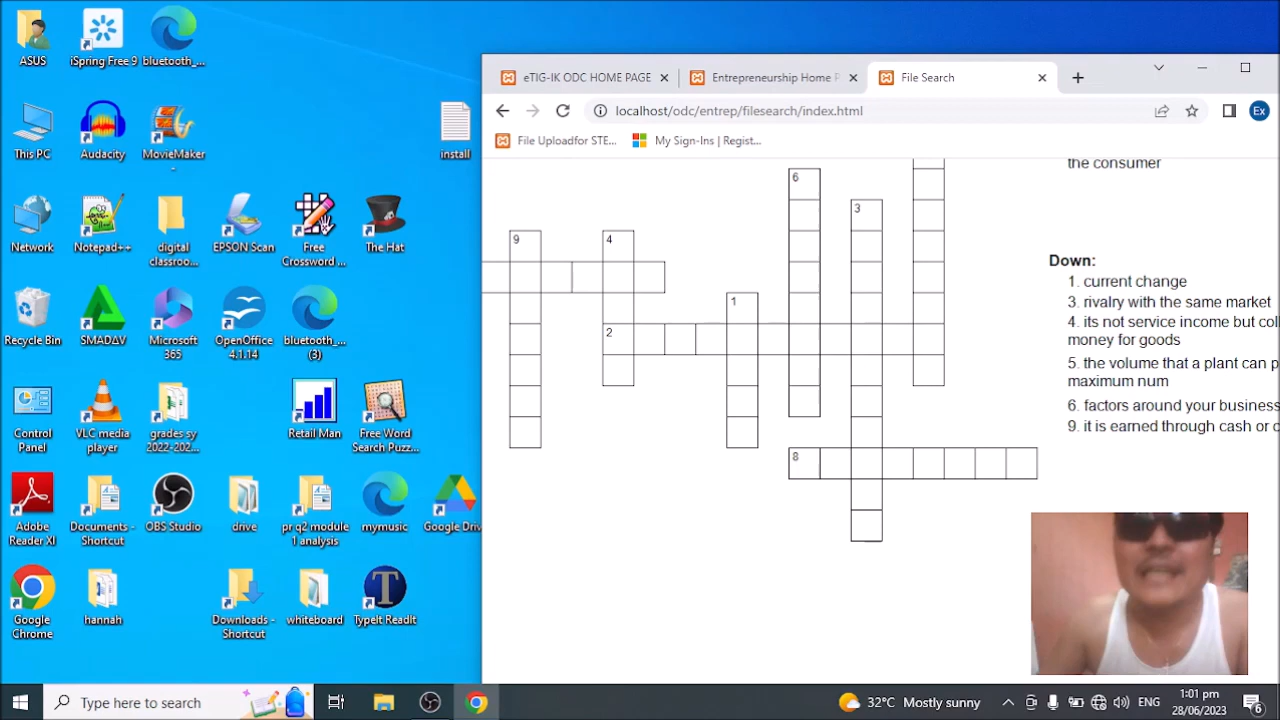 ASUS
iSpring Free 9
bluetooth_...
This PC
Audacity
MovieMaker
-
install
Network
Notepad++
digital
classroo...
EPSON Scan
Free
Crossword ...
The Hat
Recycle Bin
SMADΔV
Microsoft
365
OpenOffice
4.1.14
bluetooth_...
(3)
Control
Panel
VLC media
player
grades sy
2022-202...
Retail Man
Free Word
Search Puzz...
Adobe
Reader XI
Documents -
Shortcut
OBS Studio
drive
pr q2 module
1 analysis
mymusic
Google Driv
Google
Chrome
hannah
Downloads -
Shortcut
whiteboard
TypeIt ReadIt
eTIG-IK ODC HOME PAGE
Entrepreneurship Home P
File Search
localhost/odc/entrep/filesearch/index.html
Ex
File Uploadfor STE...
My Sign-Ins | Regist...
the consumer
6
3
9
4
1
2
8
Down:
1. current change
3. rivalry with the same market
4. its not service income but col
money for goods
5. the volume that a plant can p
maximum num
6. factors around your business
9. it is earned through cash or c
Type here to search
32°C Mostly sunny
ENG
1:01 pm
28/06/2023
6